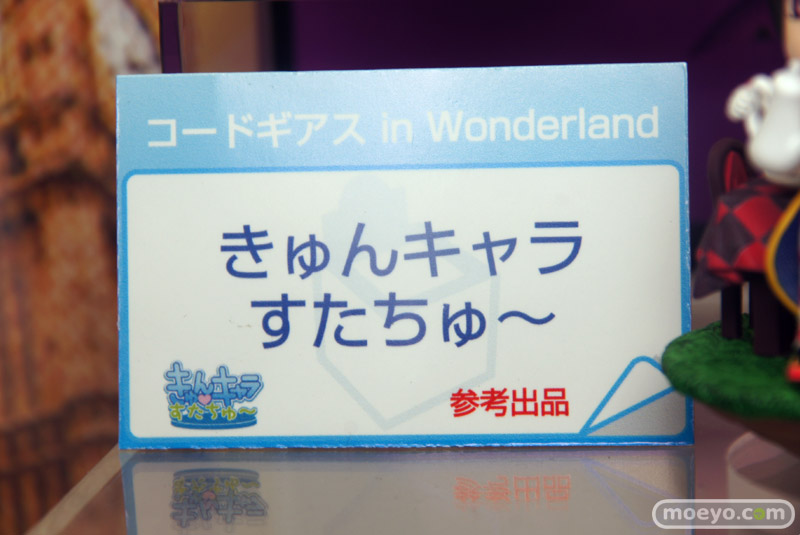 コードギアス in Wonderland
きゅんキャラ
すたちゅ〜
きゅんキャラ
すたちゅ〜
参考出品
moeyo.com